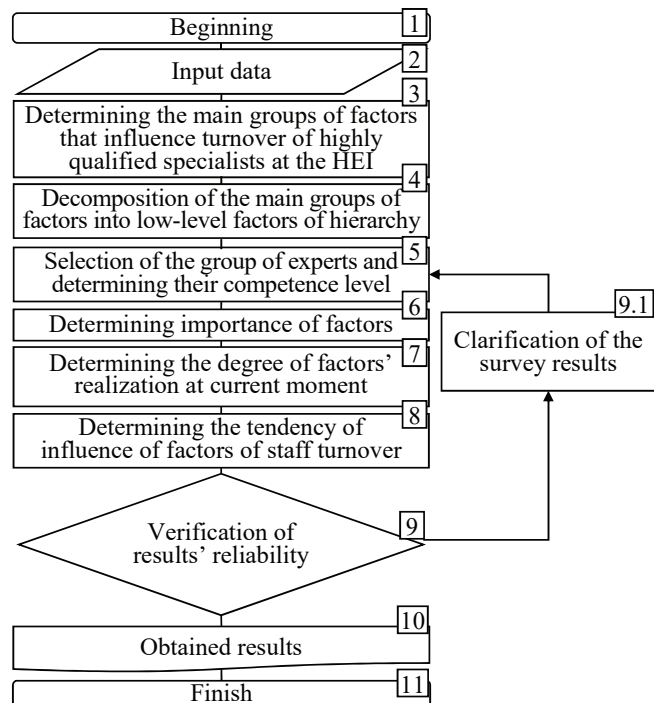 1
Beginning
2
Input data
3
Determining the main groups of factors
that influence turnover of highly
qualified specialists at the HEI
4
Decomposition of the main groups of
factors into low-level factors of hierarchy
5
Selection of the group of experts and
determining their competence level
6
Determining importance of factors
7
Determining the degree of factors’
realization at current moment
8
Determining the tendency of
influence of factors of staff turnover
9
Verification of
results’ reliability
9.1
Clarification of the
survey results
10
Obtained results
11
Finish